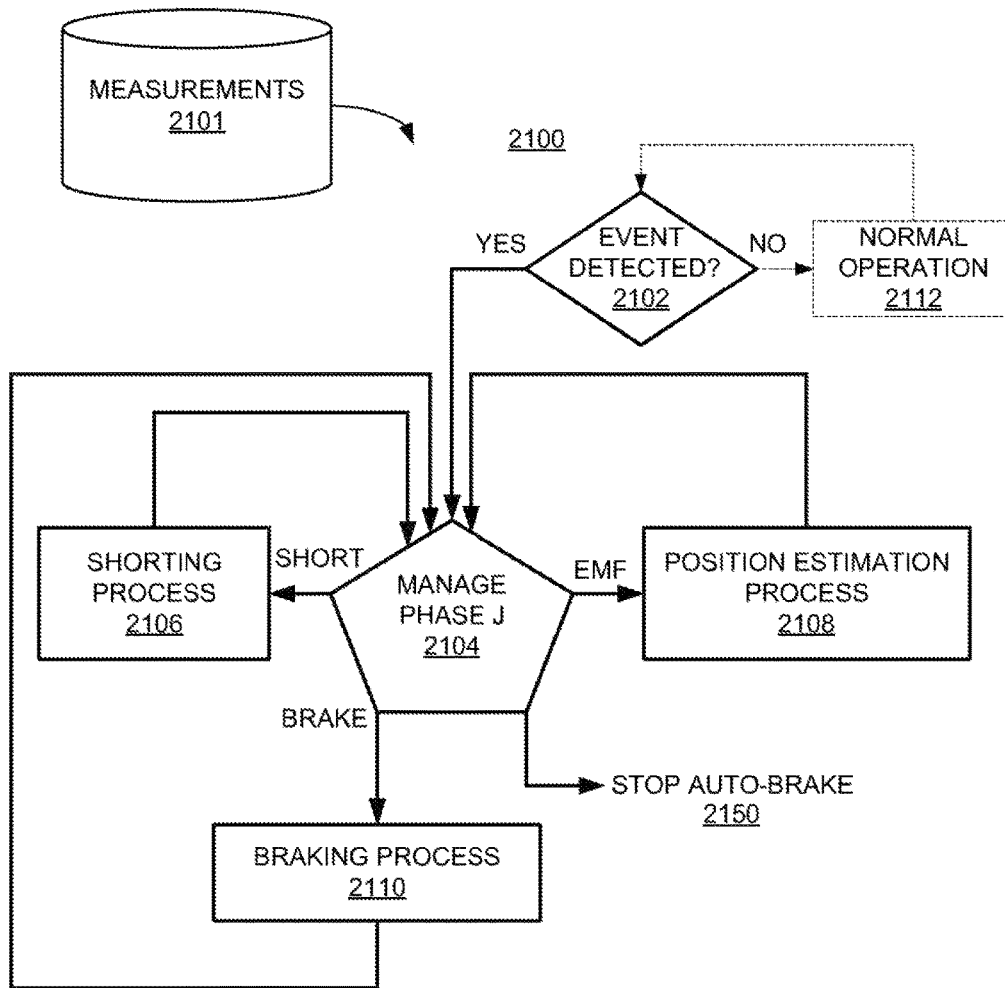 MEASUREMENTS
2101
2100
YES
EVENT
DETECTED?
2102
NO
NORMAL
OPERATION
2112
SHORTING
PROCESS
2106
SHORT
MANAGE
PHASE J
2104
EMF
POSITION ESTIMATION
PROCESS
2108
BRAKE
STOP AUTO-BRAKE
2150
BRAKING PROCESS
2110